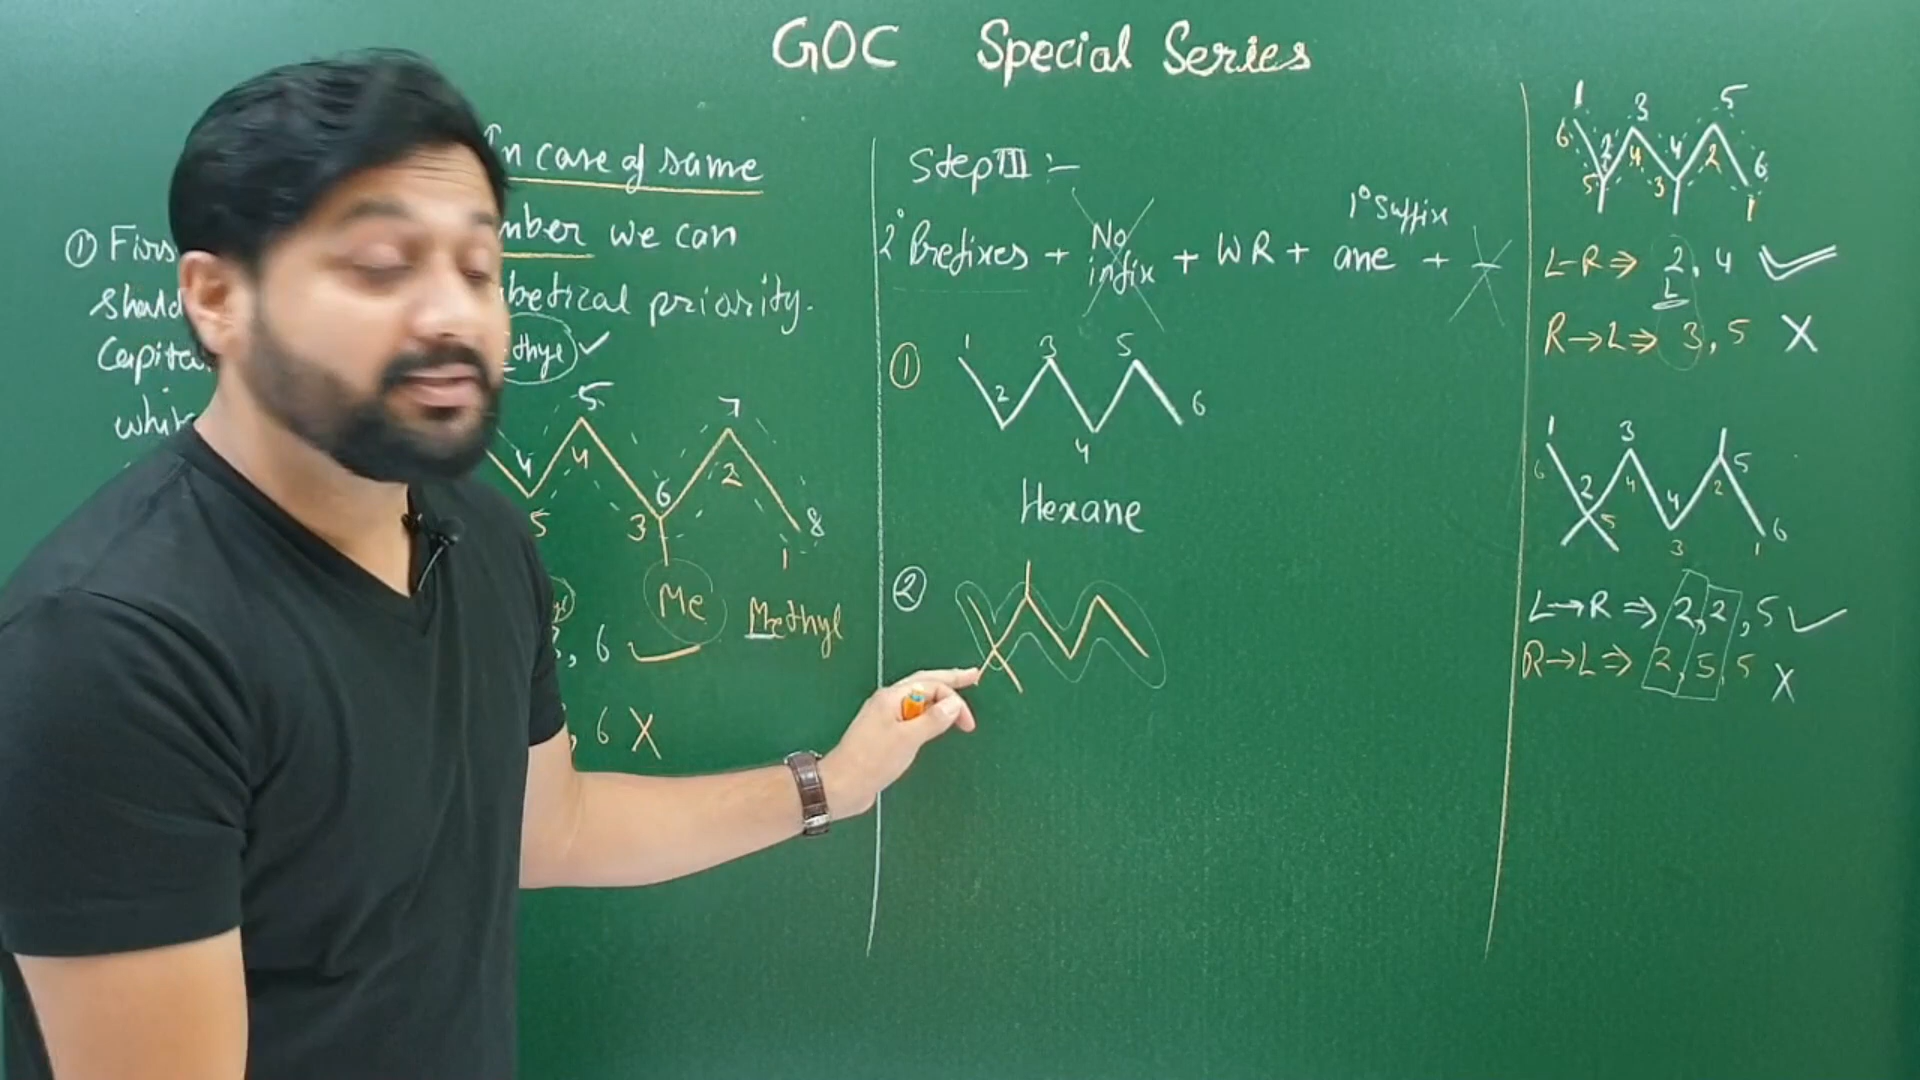 GOC Special Series
In case of same
we can
priority.
① Firs
should
Capita
whi
5
7
4
4
2
5
3
6
8
1
Me
Methyl
, 6
, 6 X
Step III :-
2° Prefixes + No infix + WR + ane +
1° Suffix
①
1
3
5
2
4
6
Hexane
②
1
3
5
6
2
4
4
2
5
3
6
1
L-R ⇒ 2, 4
L
R→L ⇒ 3, 5 X
1
3
6
2
4
5
2
5
4
6
3
1
L→R ⇒ 2,2,5
R→L ⇒ 2,5,5 X